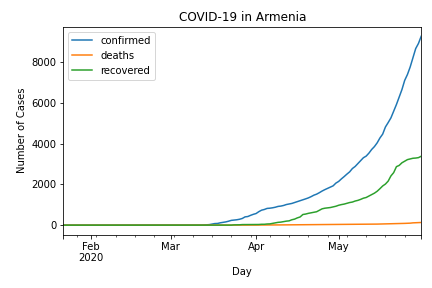 COVID-19 in Armenia
confirmed
deaths
recovered
Number of Cases
8000
6000
4000
2000
0
Feb
2020
Mar
Apr
May
Day